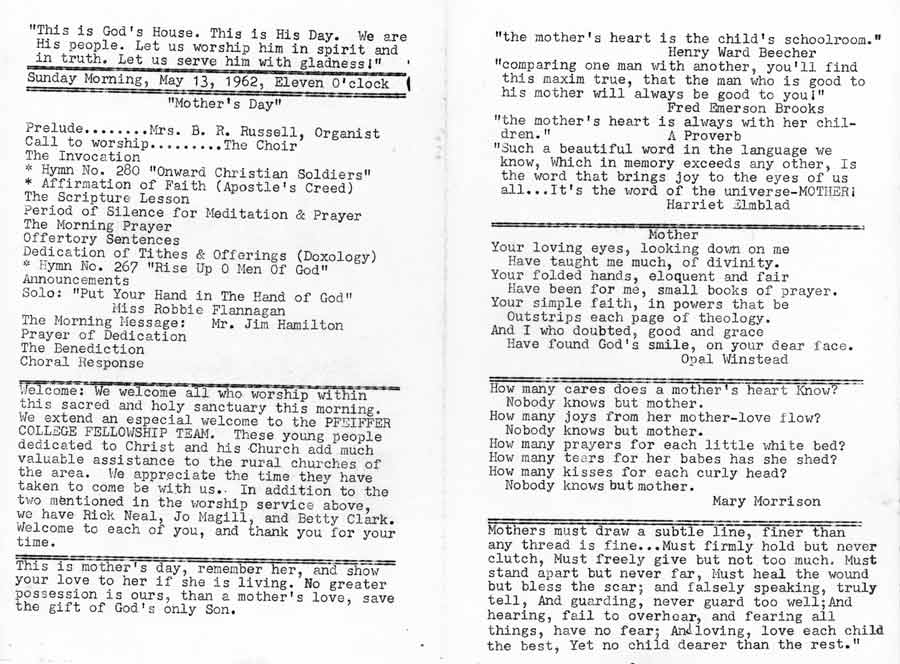 "This is God's House. This is His Day.  We are
His people. Let us worship him in spirit and
in truth. Let us serve him with gladness!"
Sunday Morning, May 13, 1962, Eleven O'clock
"Mother's Day"
Prelude........Mrs. B. R. Russell, Organist
Call to worship.........The Choir
The Invocation
* Hymn No. 280 "Onward Christian Soldiers"
* Affirmation of Faith (Apostle's Creed)
The Scripture Lesson
Period of Silence for Meditation & Prayer
The Morning Prayer
Offertory Sentences
Dedication of Tithes & Offerings (Doxology)
* Hymn No. 267 "Rise Up O Men Of God"
Announcements
Solo: "Put Your Hand in The Hand of God"
Miss Robbie Flannagan
The Morning Message:   Mr. Jim Hamilton
Prayer of Dedication
The Benediction
Choral Response
Welcome: We welcome all who worship within
this sacred and holy sanctuary this morning.
We extend an especial welcome to the PFEIFFER
COLLEGE FELLOWSHIP TEAM.  These young people
dedicated to Christ and his Church add much
valuable assistance to the rural churches of
the area.  We appreciate the time they have
taken to come be with us.. In addition to the
two mentioned in the worship service above,
we have Rick Neal, Jo Magill, and Betty Clark.
Welcome to each of you, and thank you for your
time.
This is mother's day, remember her, and show
your love to her if she is living. No greater
possession is ours, than a mother's love, save
the gift of God's only Son.
"the mother's heart is the child's schoolroom."
Henry Ward Beecher
"comparing one man with another, you'll find
this maxim true, that the man who is good to
his mother will always be good to you!"
Fred Emerson Brooks
"the mother's heart is always with her chil-
dren."              A Proverb
"Such a beautiful word in the language we
know, Which in memory exceeds any other, Is
the word that brings joy to the eyes of us
all...It's the word of the universe-MOTHER!
Harriet Elmblad
Mother
Your loving eyes, looking down on me
Have taught me much, of divinity.
Your folded hands, eloquent and fair
Have been for me, small books of prayer.
Your simple faith, in powers that be
Outstrips each page of theology.
And I who doubted, good and grace
Have found God's smile, on your dear face.
Opal Winstead
How many cares does a mother's heart Know?
Nobody knows but mother.
How many joys from her mother-love flow?
Nobody knows but mother.
How many prayers for each little white bed?
How many tears for her babes has she shed?
How many kisses for each curly head?
Nobody knows but mother.
Mary Morrison
Mothers must draw a subtle line, finer than
any thread is fine...Must firmly hold but never
clutch, Must freely give but not too much. Must
stand apart but never far, Must heal the wound
but bless the scar; and falsely speaking, truly
tell, And guarding, never guard too well;And
hearing, fail to overhear, and fearing all
things, have no fear; And loving, love each child
the best, Yet no child dearer than the rest."